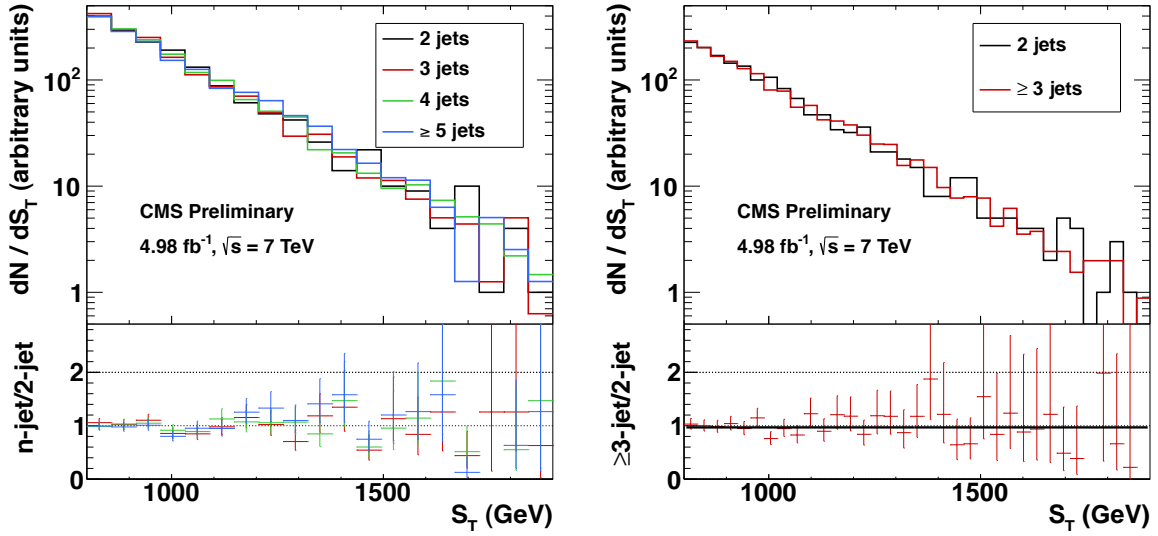 dN / dS_T (arbitrary units)
10²
10
1
2 jets
3 jets
4 jets
≥ 5 jets
CMS Preliminary
4.98 fb⁻¹, √s = 7 TeV
n-jet/2-jet
2
1
0
1000
1500
S_T (GeV)
dN / dS_T (arbitrary units)
10²
10
1
2 jets
≥ 3 jets
CMS Preliminary
4.98 fb⁻¹, √s = 7 TeV
≥3-jet/2-jet
2
1
0
1000
1500
S_T (GeV)